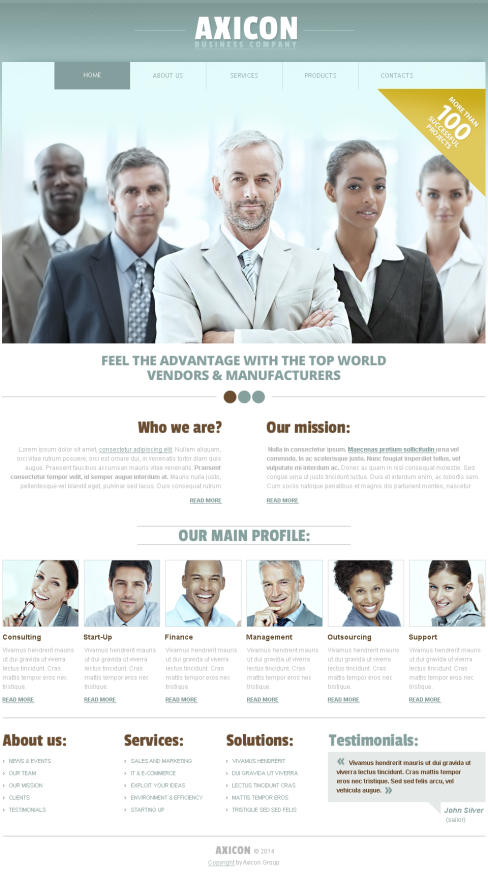 AXICON
BUSINESS COMPANY
HOME
ABOUT US
SERVICES
PRODUCTS
CONTACTS
MORE THAN
100
SUCCESSFUL
PROJECTS
FEEL THE ADVANTAGE WITH THE TOP WORLD
VENDORS & MANUFACTURERS
Who we are?
Lorem ipsum dolor sit amet, consectetur adipiscing elit. Nullam aliquam,
orci vitae rutrum posuere, orci est ornare dui, in venenatis tortor diam quis
augue. Praesent faucibus accumsan mauris vitae venenatis. Praesent
consectetur tempor velit, id semper augue interdum at. Mauris nulla justo,
pellentesque vel blandit eget, pulvinar sed lacus. Duis consequat rutrum
READ MORE
Our mission:
Nulla in consectetur ipsum. Maecenas pretium sollicitudin urna vel
commodo. In ac scelerisque justo. Nunc feugiat imperdiet tellus, vel
vulputate mi interdum ac. Donec ac quam in nisl consequat molestie. Sed
congue urna ut justo tincidunt luctus. Duis et interdum enim, ac lobortis sem.
Cum sociis natoque penatibus et magnis dis parturient montes, nascetur
READ MORE
OUR MAIN PROFILE:
Consulting
Vivamus hendrerit mauris
ut dui gravida ut viverra
lectus tincidunt. Cras
mattis tempor eros nec
tristique.
READ MORE
Start-Up
Vivamus hendrerit mauris
ut dui gravida ut viverra
lectus tincidunt. Cras
mattis tempor eros nec
tristique.
READ MORE
Finance
Vivamus hendrerit mauris
ut dui gravida ut viverra
lectus tincidunt. Cras
mattis tempor eros nec
tristique.
READ MORE
Management
Vivamus hendrerit mauris
ut dui gravida ut viverra
lectus tincidunt. Cras
mattis tempor eros nec
tristique.
READ MORE
Outsourcing
Vivamus hendrerit mauris
ut dui gravida ut viverra
lectus tincidunt. Cras
mattis tempor eros nec
tristique.
READ MORE
Support
Vivamus hendrerit mauris
ut dui gravida ut viverra
lectus tincidunt. Cras
mattis tempor eros nec
tristique.
READ MORE
About us:
NEWS & EVENTS
OUR TEAM
OUR MISSION
CLIENTS
TESTIMONIALS
Services:
SALES AND MARKETING
IT & E-COMMERCE
EXPLOIT YOUR IDEAS
ENVIRONMENT & EFFICIENCY
STARTING UP
Solutions:
VIVAMUS HENDRERIT
DUI GRAVIDA UT VIVERRA
LECTUS TINCIDUNT CRAS
MATTIS TEMPOR EROS
TRISTIQUE SED SED FELIS
Testimonials:
« Vivamus hendrerit mauris ut dui gravida ut
viverra lectus tincidunt. Cras mattis tempor
eros nec tristique. Sed sed felis arcu, vel
vehicula augue. »
John Silver
(sailor)
AXICON © 2014
Copyright by Axicon Group